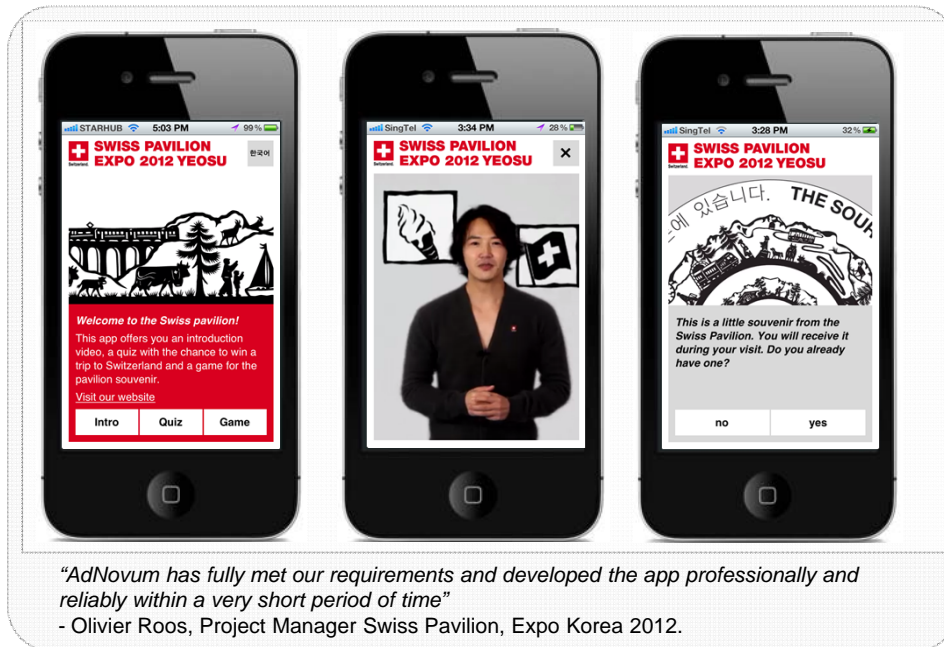 STARHUB 5:03 PM 99%
Switzerland
SWISS PAVILION
EXPO 2012 YEOSU
한국어
Welcome to the Swiss pavilion!
This app offers you an introduction
video, a quiz with the chance to win a
trip to Switzerland and a game for the
pavilion souvenir.
Visit our website
Intro Quiz Game
SingTel 3:34 PM 28%
Switzerland
SWISS PAVILION
EXPO 2012 YEOSU
×
SingTel 3:28 PM 32%
Switzerland
SWISS PAVILION
EXPO 2012 YEOSU
에 있습니다. THE SOUR
This is a little souvenir from the
Swiss Pavilion. You will receive it
during your visit. Do you already
have one?
no yes
“AdNovum has fully met our requirements and developed the app professionally and
reliably within a very short period of time”
- Olivier Roos, Project Manager Swiss Pavilion, Expo Korea 2012.